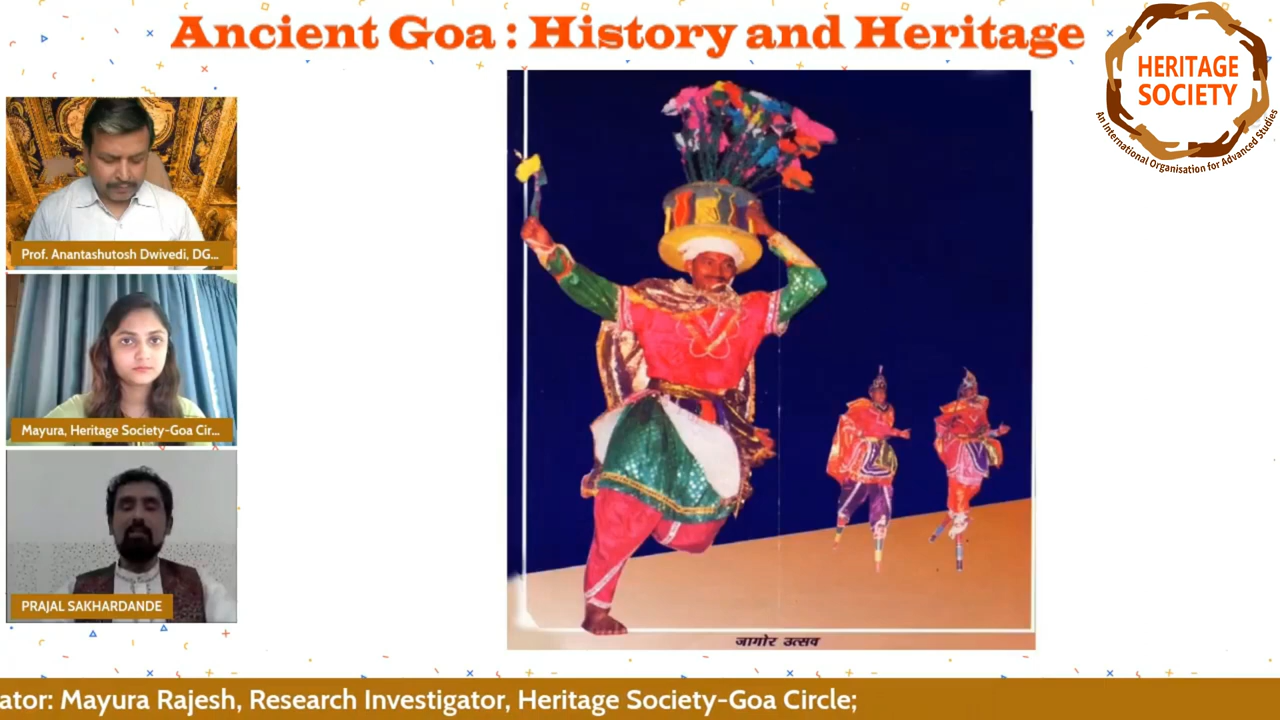 Ancient Goa : History and Heritage
HERITAGE
SOCIETY
An International Organisation for Advanced Studies
Prof. Anantashutosh Dwivedi, DG...
Mayura, Heritage Society-Goa Cir...
PRAJAL SAKHARDANDE
जागोर उत्सव
ator: Mayura Rajesh, Research Investigator, Heritage Society-Goa Circle;